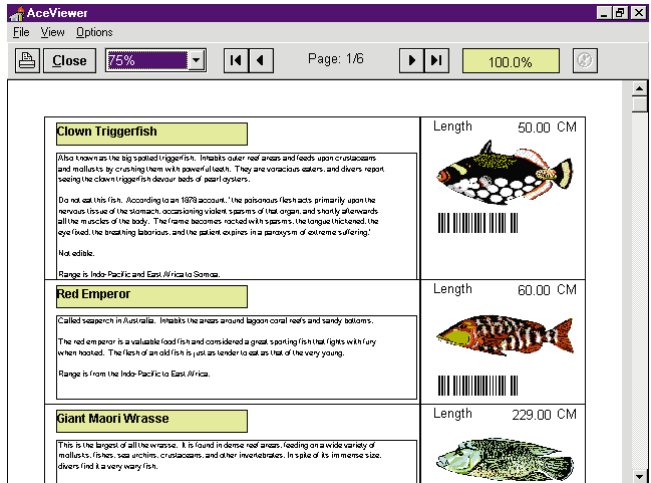 AceViewer
File View Options
Close 75% Page: 1/6 100.0%
Clown Triggerfish
Length 50.00 CM
Also known as the big spotted triggerfish. Inhabits outer reef areas and feeds upon crustaceans
and mollusks by crushing them with powerful teeth. They are voracious eaters, and divers report
seeing the clown triggerfish devour beds of pearl oysters.
Do not eat this fish. According to an 1878 account, "the poisonous flesh acts primarily upon the
nervous tissue of the stomach, occasioning violent spasms of that organ, and shortly afterwards
all the muscles of the body. The frame becomes rocked with spasms, the tongue thickened, the
eye fixed, the breathing laborious, and the patient expires in a paroxysm of extreme suffering."
Not edible.
Range is Indo-Pacific and East Africa to Somoa.
Red Emperor
Length 60.00 CM
Called seaperch in Australia. Inhabits the areas around lagoon coral reefs and sandy bottoms.
The red emperor is a valuable food fish and considered a great sporting fish that fights with fury
when hooked. The flesh of an old fish is just as tender to eat as that of the very young.
Range is from the Indo-Pacific to East Africa.
Giant Maori Wrasse
Length 229.00 CM
This is the largest of all the wrasse. It is found in dense reef areas, feeding on a wide variety of
mollusks, fishes, sea urchins, crustaceans, and other invertebrates. In spite of its immense size,
divers find it a very wary fish.